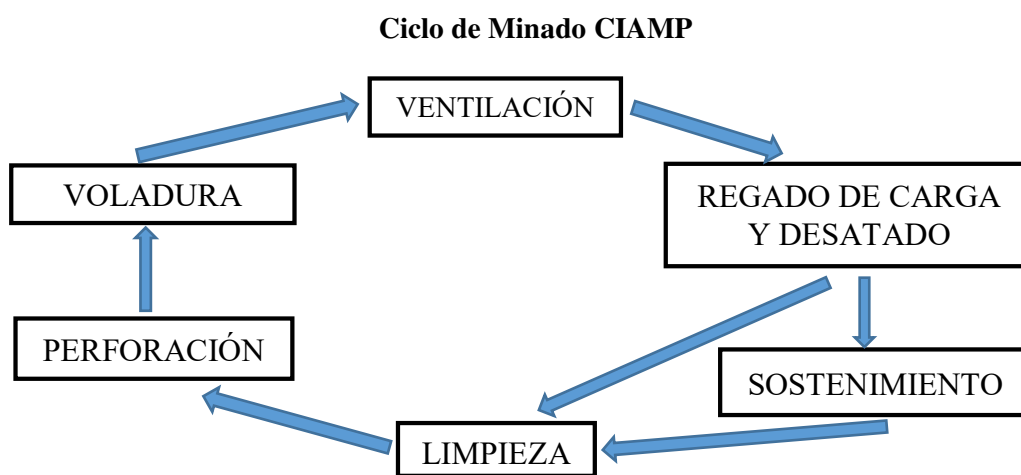 Ciclo de Minado CIAMP
VENTILACIÓN
VOLADURA
REGADO DE CARGA
Y DESATADO
PERFORACIÓN
SOSTENIMIENTO
LIMPIEZA